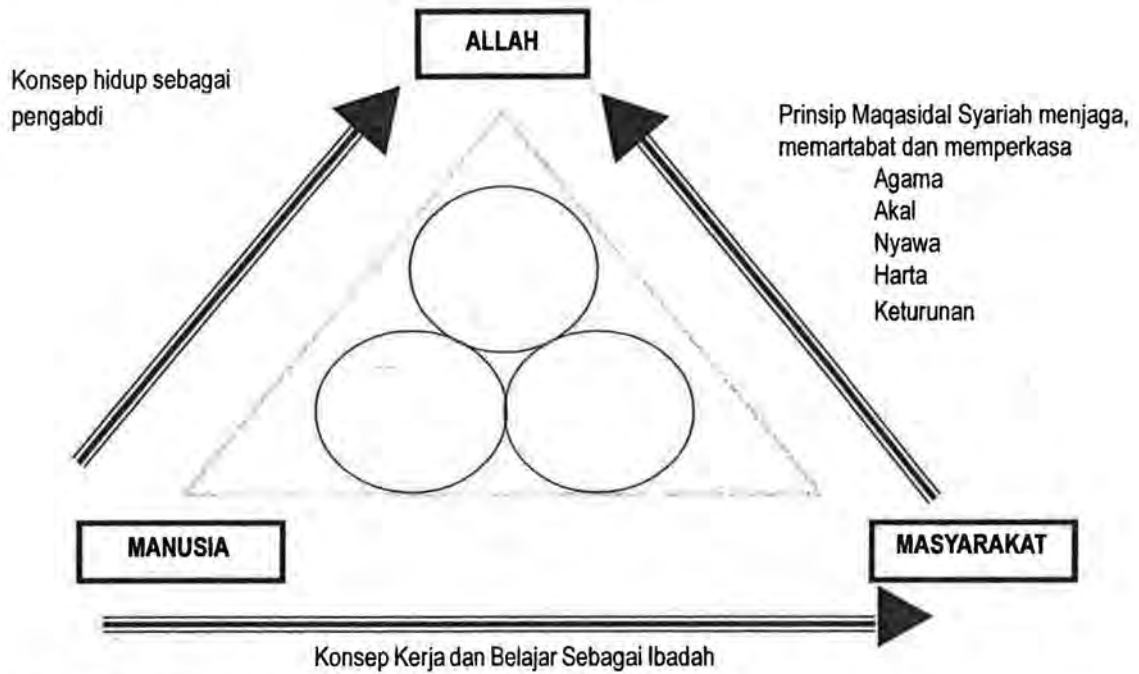 ALLAH
Konsep hidup sebagai
pengabdi
Prinsip Maqasidal Syariah menjaga,
memartabat dan memperkasa
Agama
Akal
Nyawa
Harta
Keturunan
MANUSIA
MASYARAKAT
Konsep Kerja dan Belajar Sebagai Ibadah